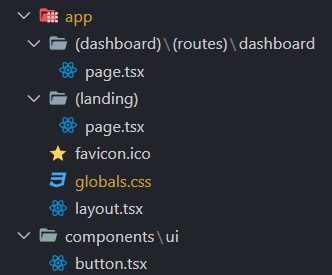 app
(dashboard)\(routes)\dashboard
page.tsx
(landing)
page.tsx
favicon.ico
globals.css
layout.tsx
components\ui
button.tsx